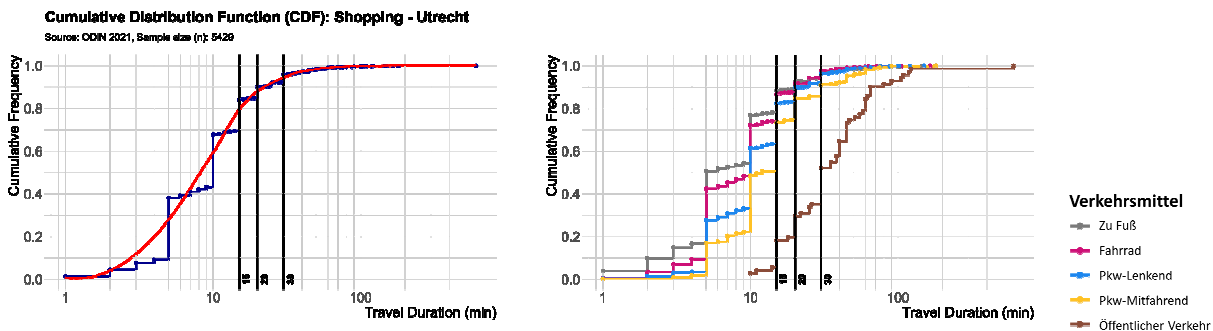 Cumulative Distribution Function (CDF): Shopping - Utrecht
Source: ODIN 2021, Sample size (n): 5429
Cumulative Frequency
1.0
0.8
0.6
0.4
0.2
0.0
15
20
30
1 10 100
Travel Duration (min)
Cumulative Frequency
1.0
0.8
0.6
0.4
0.2
0.0
15
20
30
1 10 100
Travel Duration (min)
Verkehrsmittel
Zu Fuß
Fahrrad
Pkw-Lenkend
Pkw-Mitfahrend
Öffentlicher Verkehr